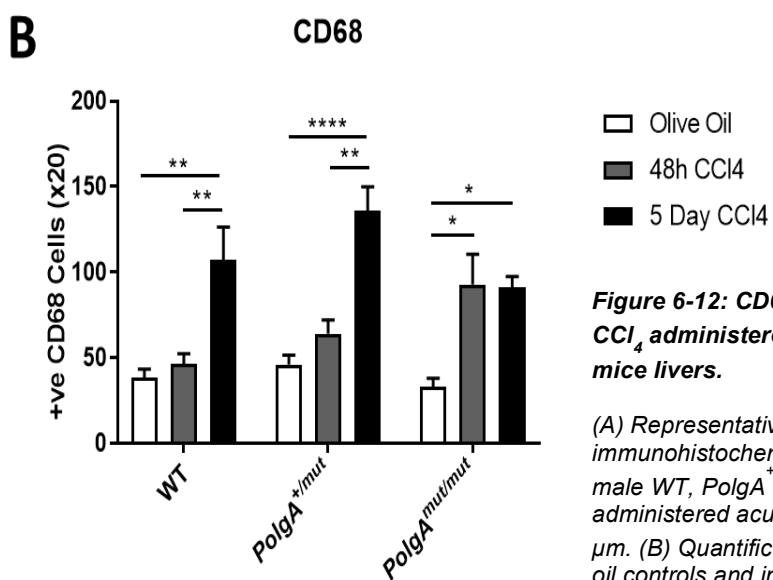 B
CD68
+ve CD68 Cells (x20)
200
150
100
50
0
**
**
****
**
*
*
WT
PolgA+/mut
PolgAmut/mut
Olive Oil
48h CCl4
5 Day CCl4
Figure 6-12:
CCl4 administere
mice livers.
(A) Representativ
immunohistocher
male WT, PolgA+
administered acu
µm. (B) Quantific
oil controls and in